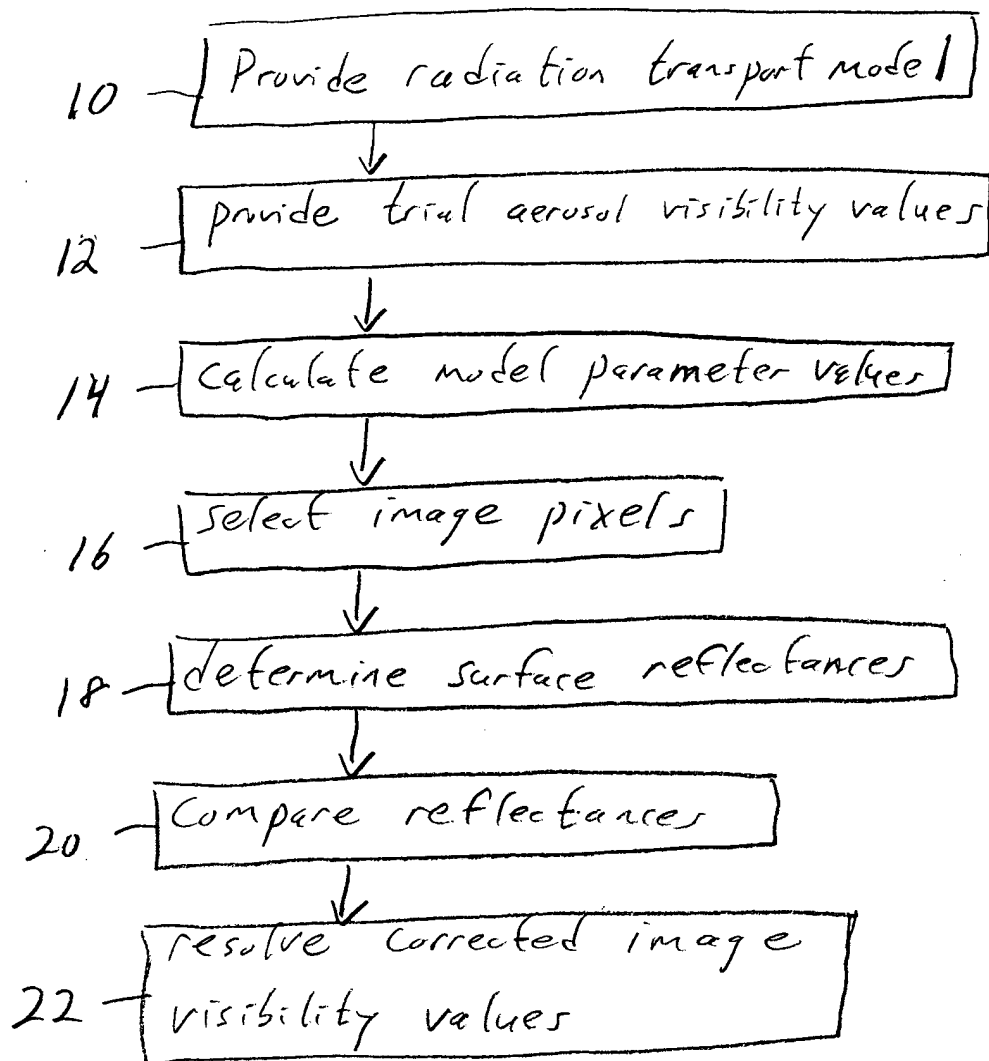 10 Provide radiation transport model
12 provide trial aerosol visibility values
14 calculate model parameter values
16 select image pixels
18 determine surface reflectances
20 Compare reflectances
resolve corrected image
22 visibility values